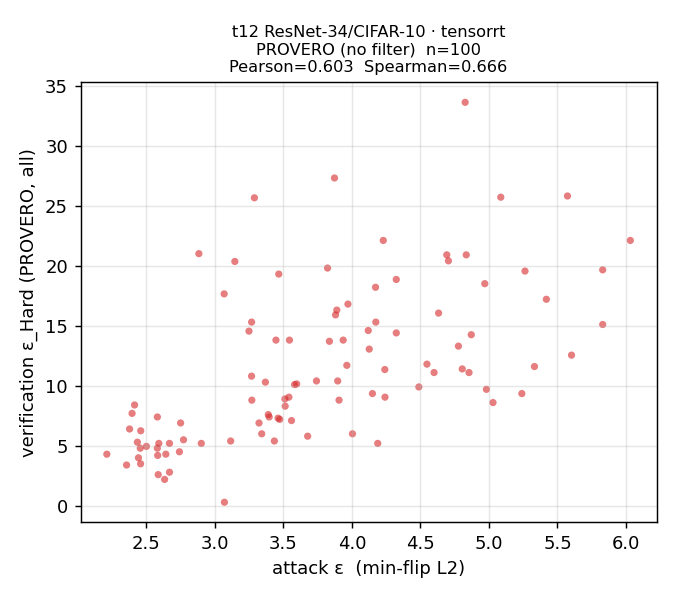 t12 ResNet-34/CIFAR-10 · tensorrt
PROVERO (no filter)  n=100
Pearson=0.603  Spearman=0.666
35
30
25
20
15
10
5
0
verification ε_Hard (PROVERO, all)
2.5 3.0 3.5 4.0 4.5 5.0 5.5 6.0
attack ε  (min-flip L2)